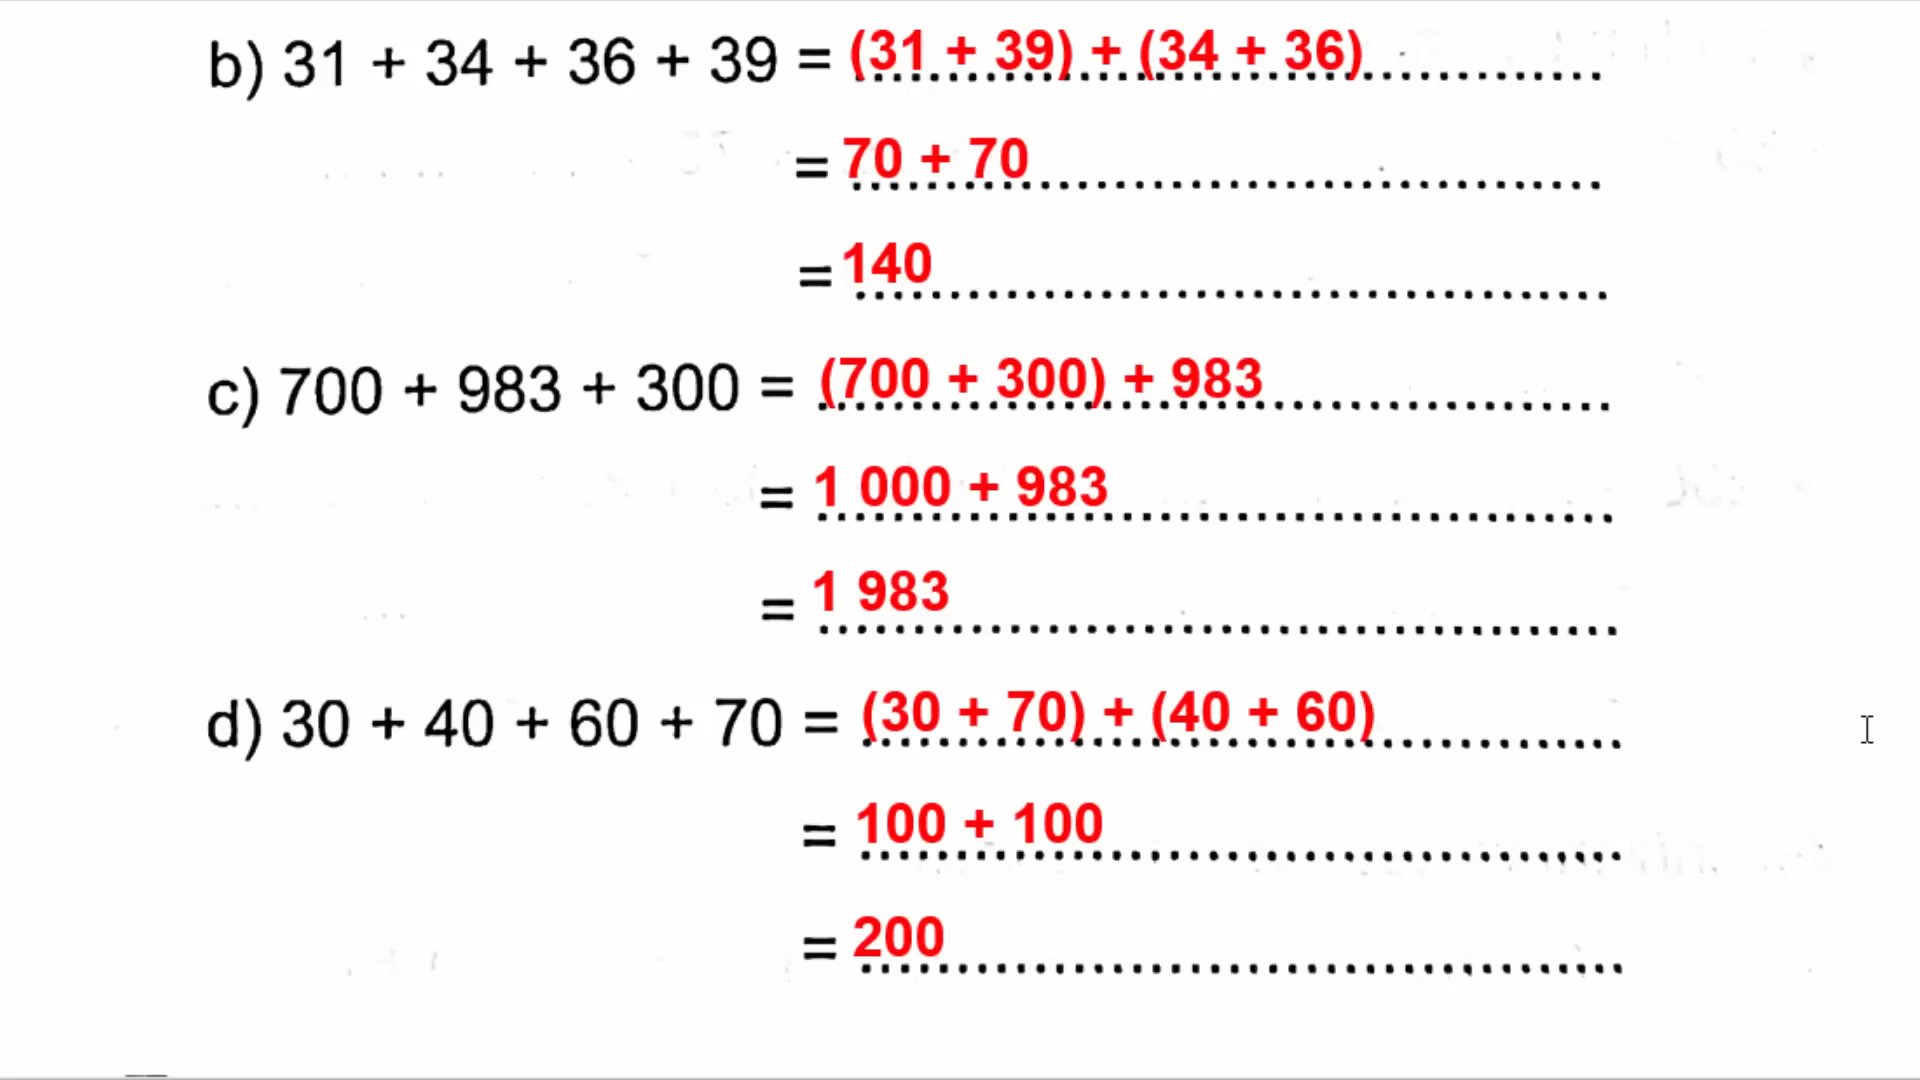 b) 31 + 34 + 36 + 39 = (31 + 39) + (34 + 36)
= 70 + 70
= 140
c) 700 + 983 + 300 = (700 + 300) + 983
= 1 000 + 983
= 1 983
d) 30 + 40 + 60 + 70 = (30 + 70) + (40 + 60)
= 100 + 100
= 200